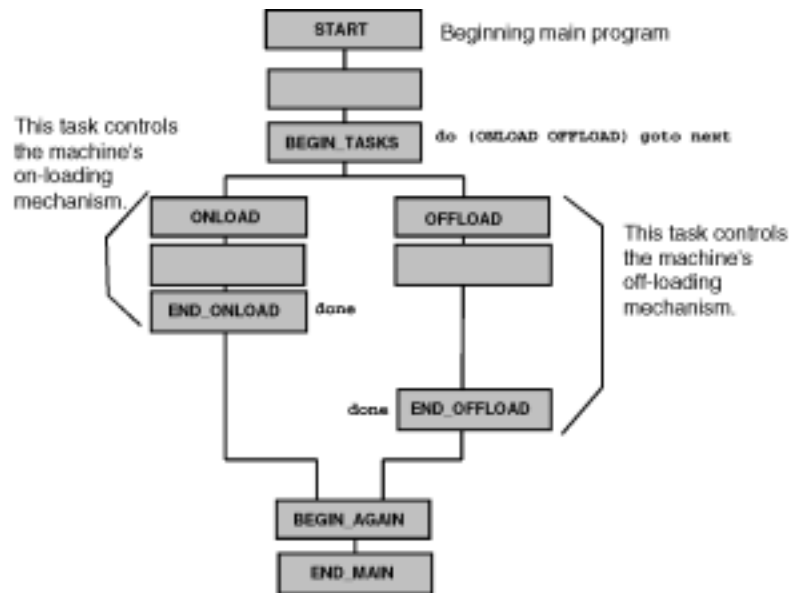 START
Beginning main program
BEGIN_TASKS
do (ONLOAD OFFLOAD) goto next
This task controls
the machine's
on-loading
mechanism.
ONLOAD
OFFLOAD
This task controls
the machine's
off-loading
mechanism.
END_ONLOAD
done
done
END_OFFLOAD
BEGIN_AGAIN
END_MAIN